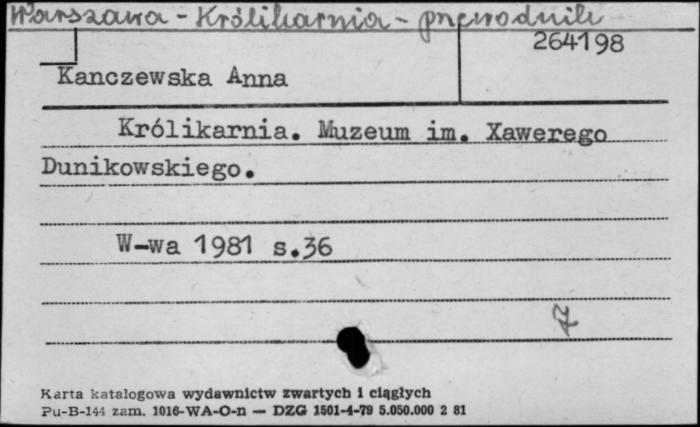 Warszawa - Królikarnia - przewodniki
264198
Kanczewska Anna
Królikarnia. Muzeum im. Xawerego
Dunikowskiego.
W-wa 1981 s.36
7
Karta katalogowa wydawnictw zwartych i ciągłych
Pu-B-144 zam. 1016-WA-O-n — DZG 1501-4-79 5.050.000 2 81